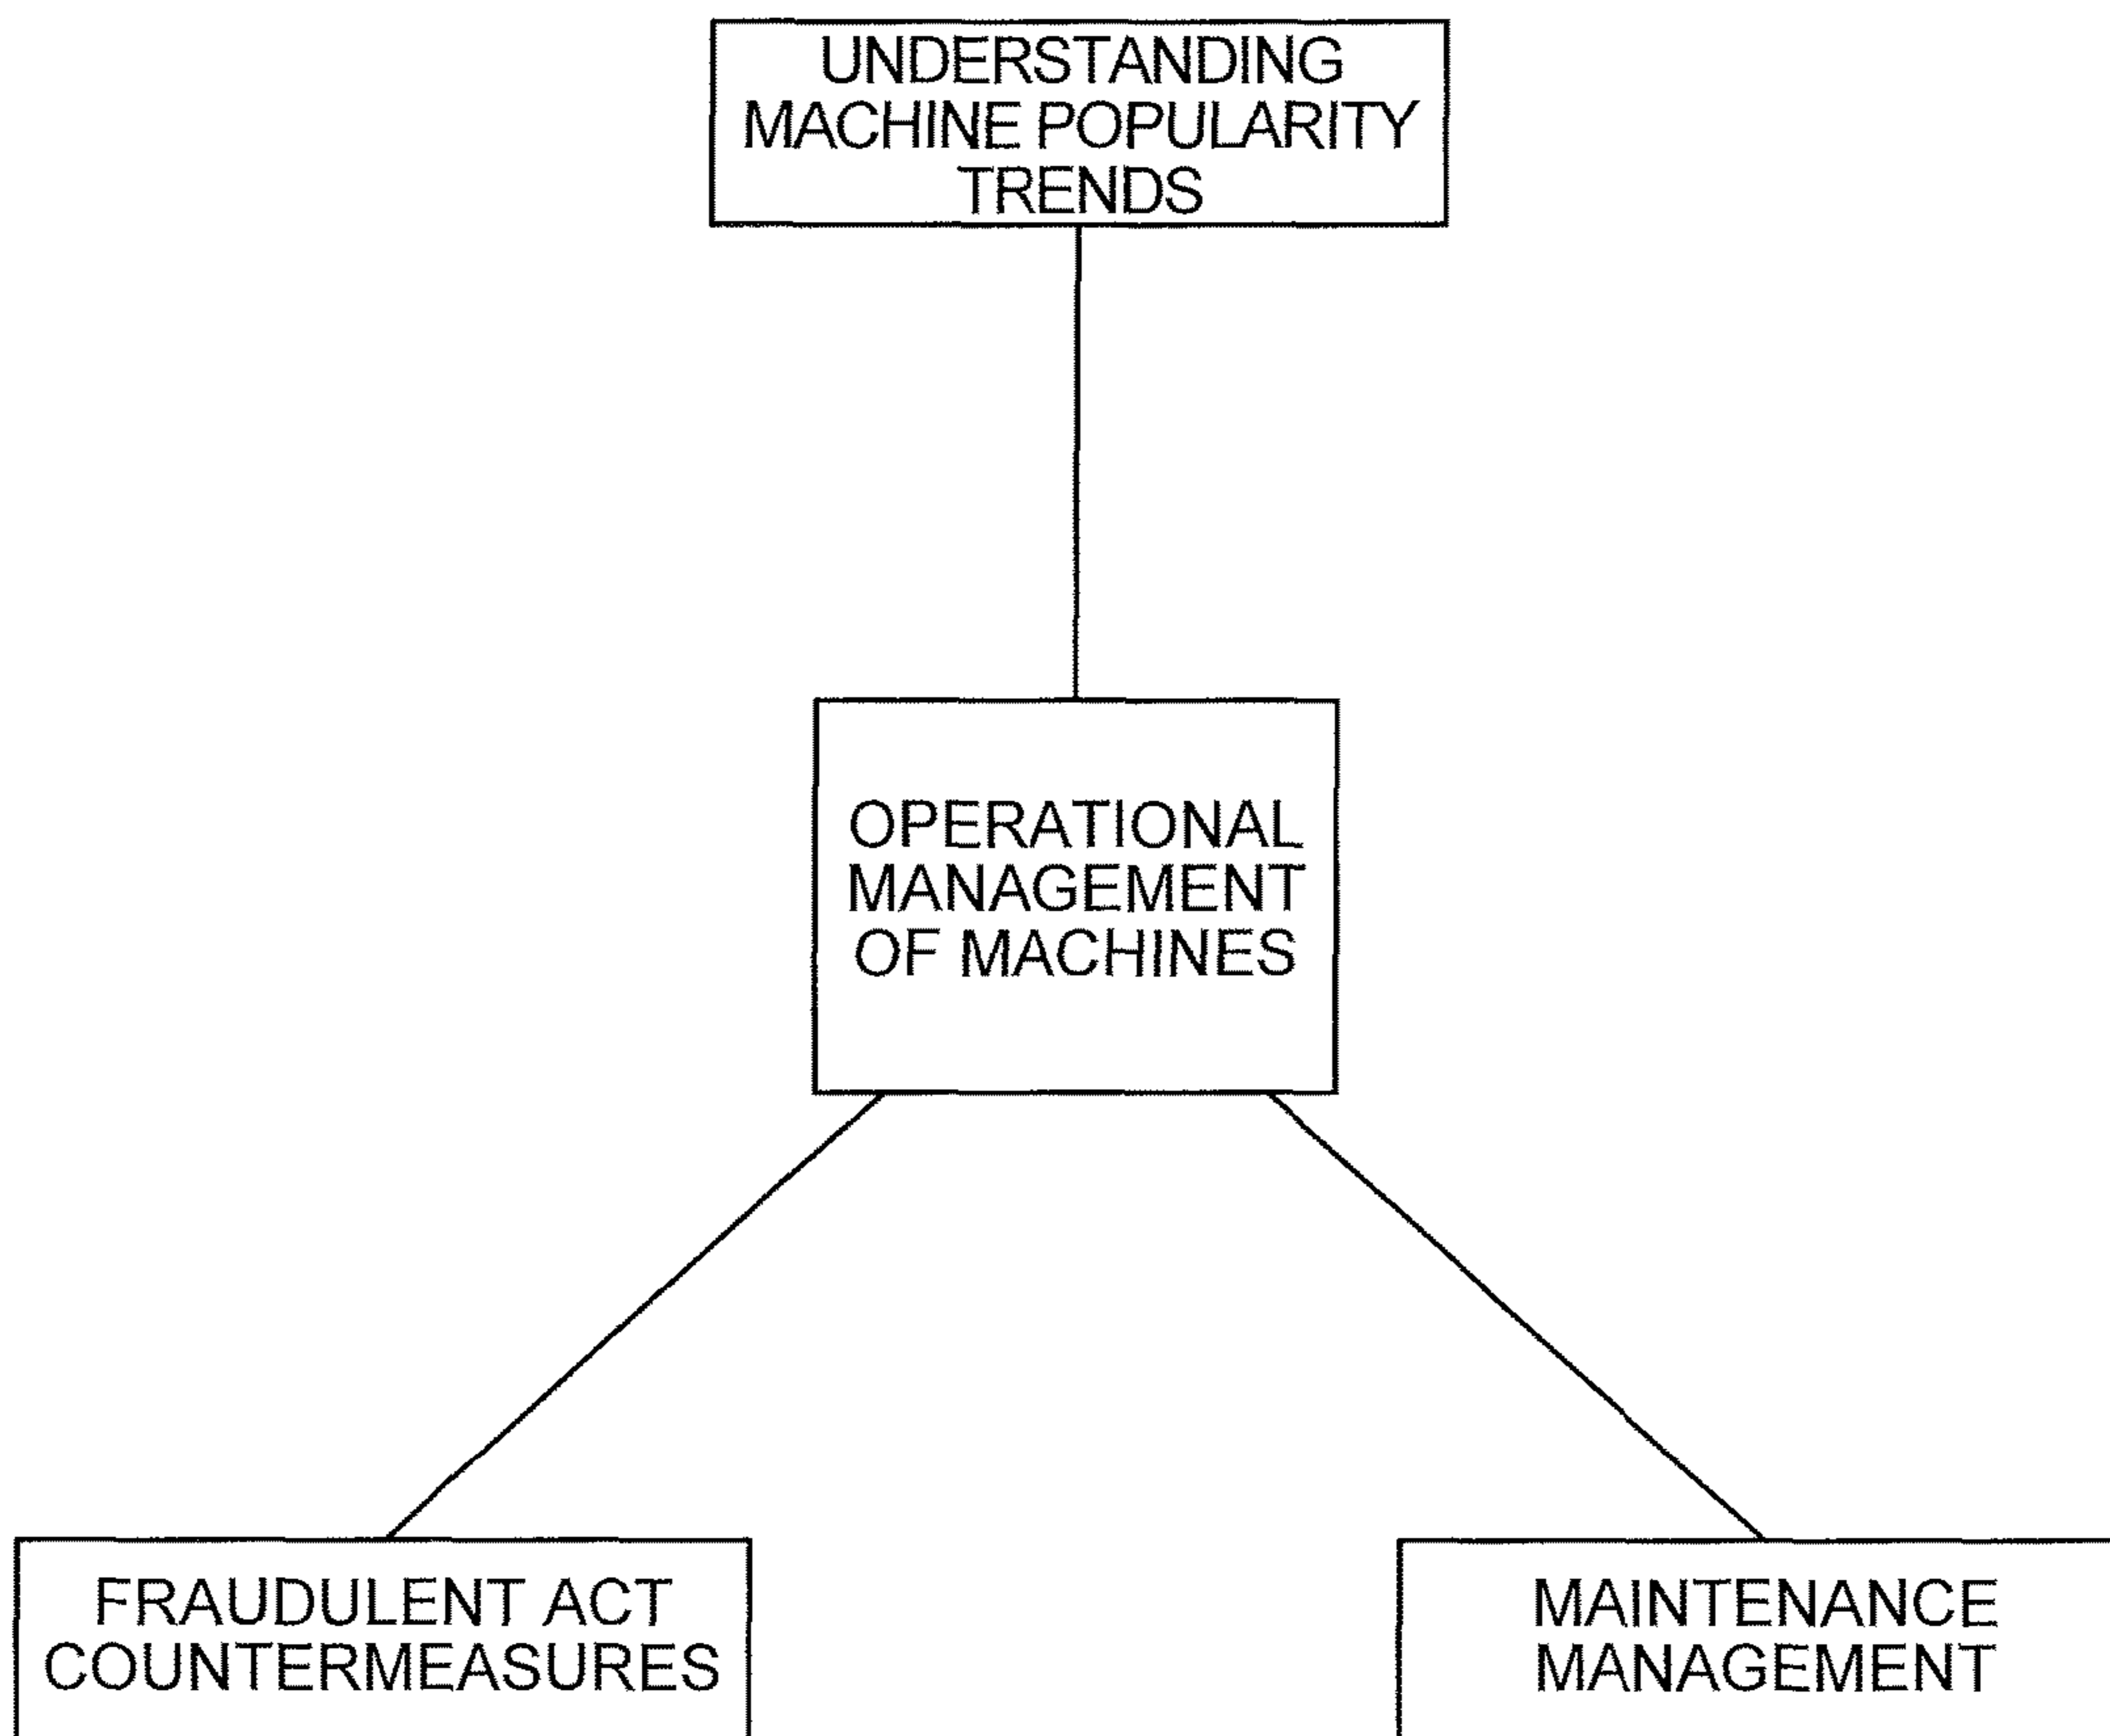 UNDERSTANDING
MACHINE POPULARITY
TRENDS
OPERATIONAL
MANAGEMENT
OF MACHINES
FRAUDULENT ACT
COUNTERMEASURES
MAINTENANCE
MANAGEMENT